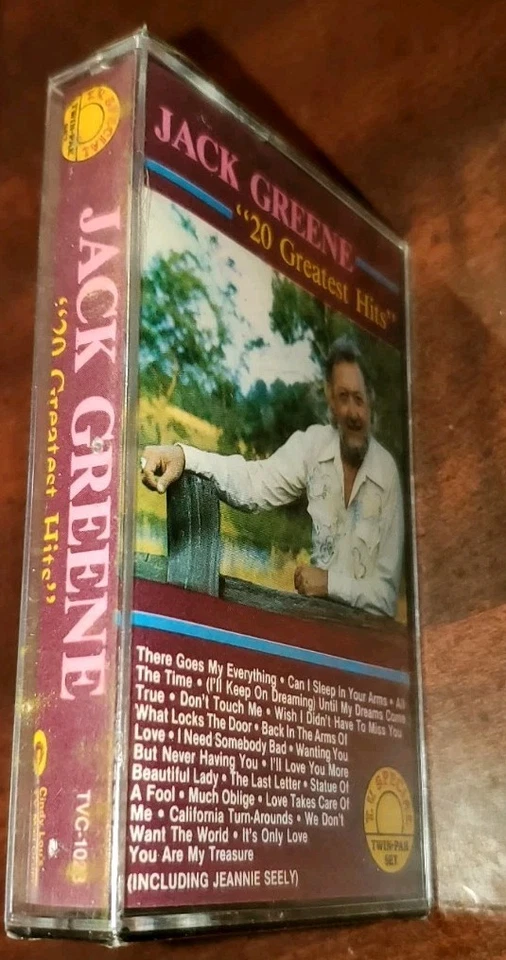 JACK GREENE
"20 Greatest Hits"
There Goes My Everything • Can I Sleep In Your Arms • All
The Time • (I'll Keep On Dreaming) Until My Dreams Come
True • Don't Touch Me • Wish I Didn't Have To Miss You
What Locks The Door • Back In The Arms Of
Love • I Need Somebody Bad • Wanting You
But Never Having You • I'll Love You More
Beautiful Lady • The Last Letter • Statue Of
A Fool • Much Oblige • Love Takes Care Of
Me • California Turn-Arounds • We Don't
Want The World • It's Only Love
You Are My Treasure
(INCLUDING JEANNIE SEELY)
T.V. SPECIAL
TWIN-PAK
SET
T.V. SPECIAL
TWIN-PAK
SET
JACK GREENE
"20 Greatest Hits"